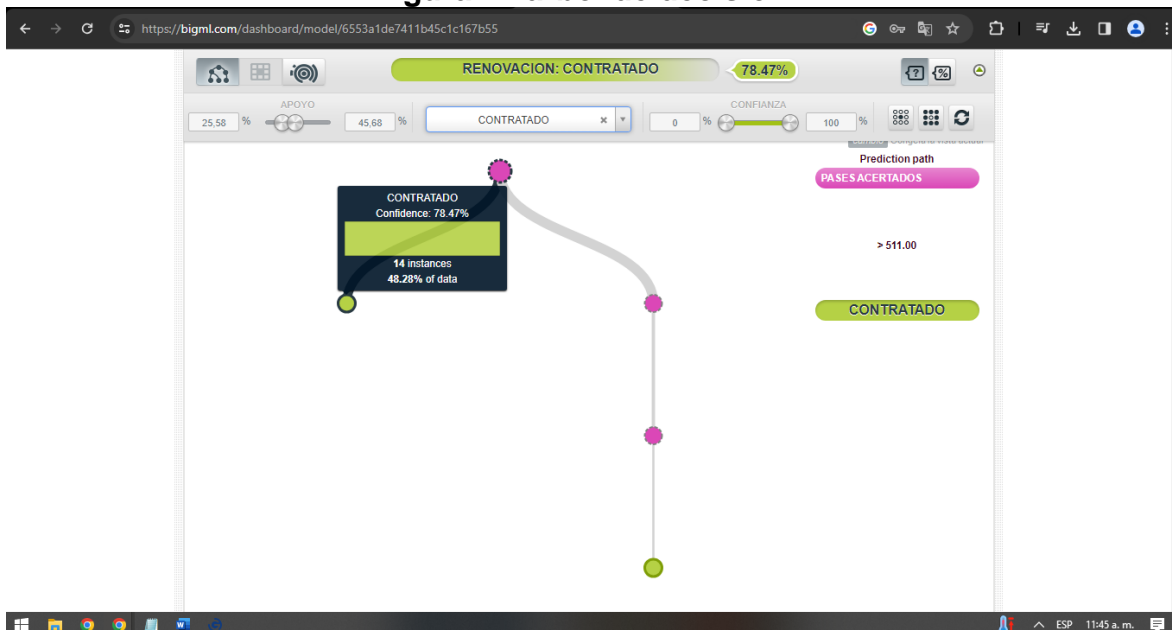 https://bigml.com/dashboard/model/6553a1de7411b45c1c167b55
RENOVACION: CONTRATADO
78.47%
APOYO
CONFIANZA
25,58 %
45,68 %
CONTRATADO
0 %
100 %
Prediction path
PASES ACERTADOS
CONTRATADO
Confidence: 78.47%
14 instances
48.28% of data
> 511.00
CONTRATADO
ESP 11:45 a. m.